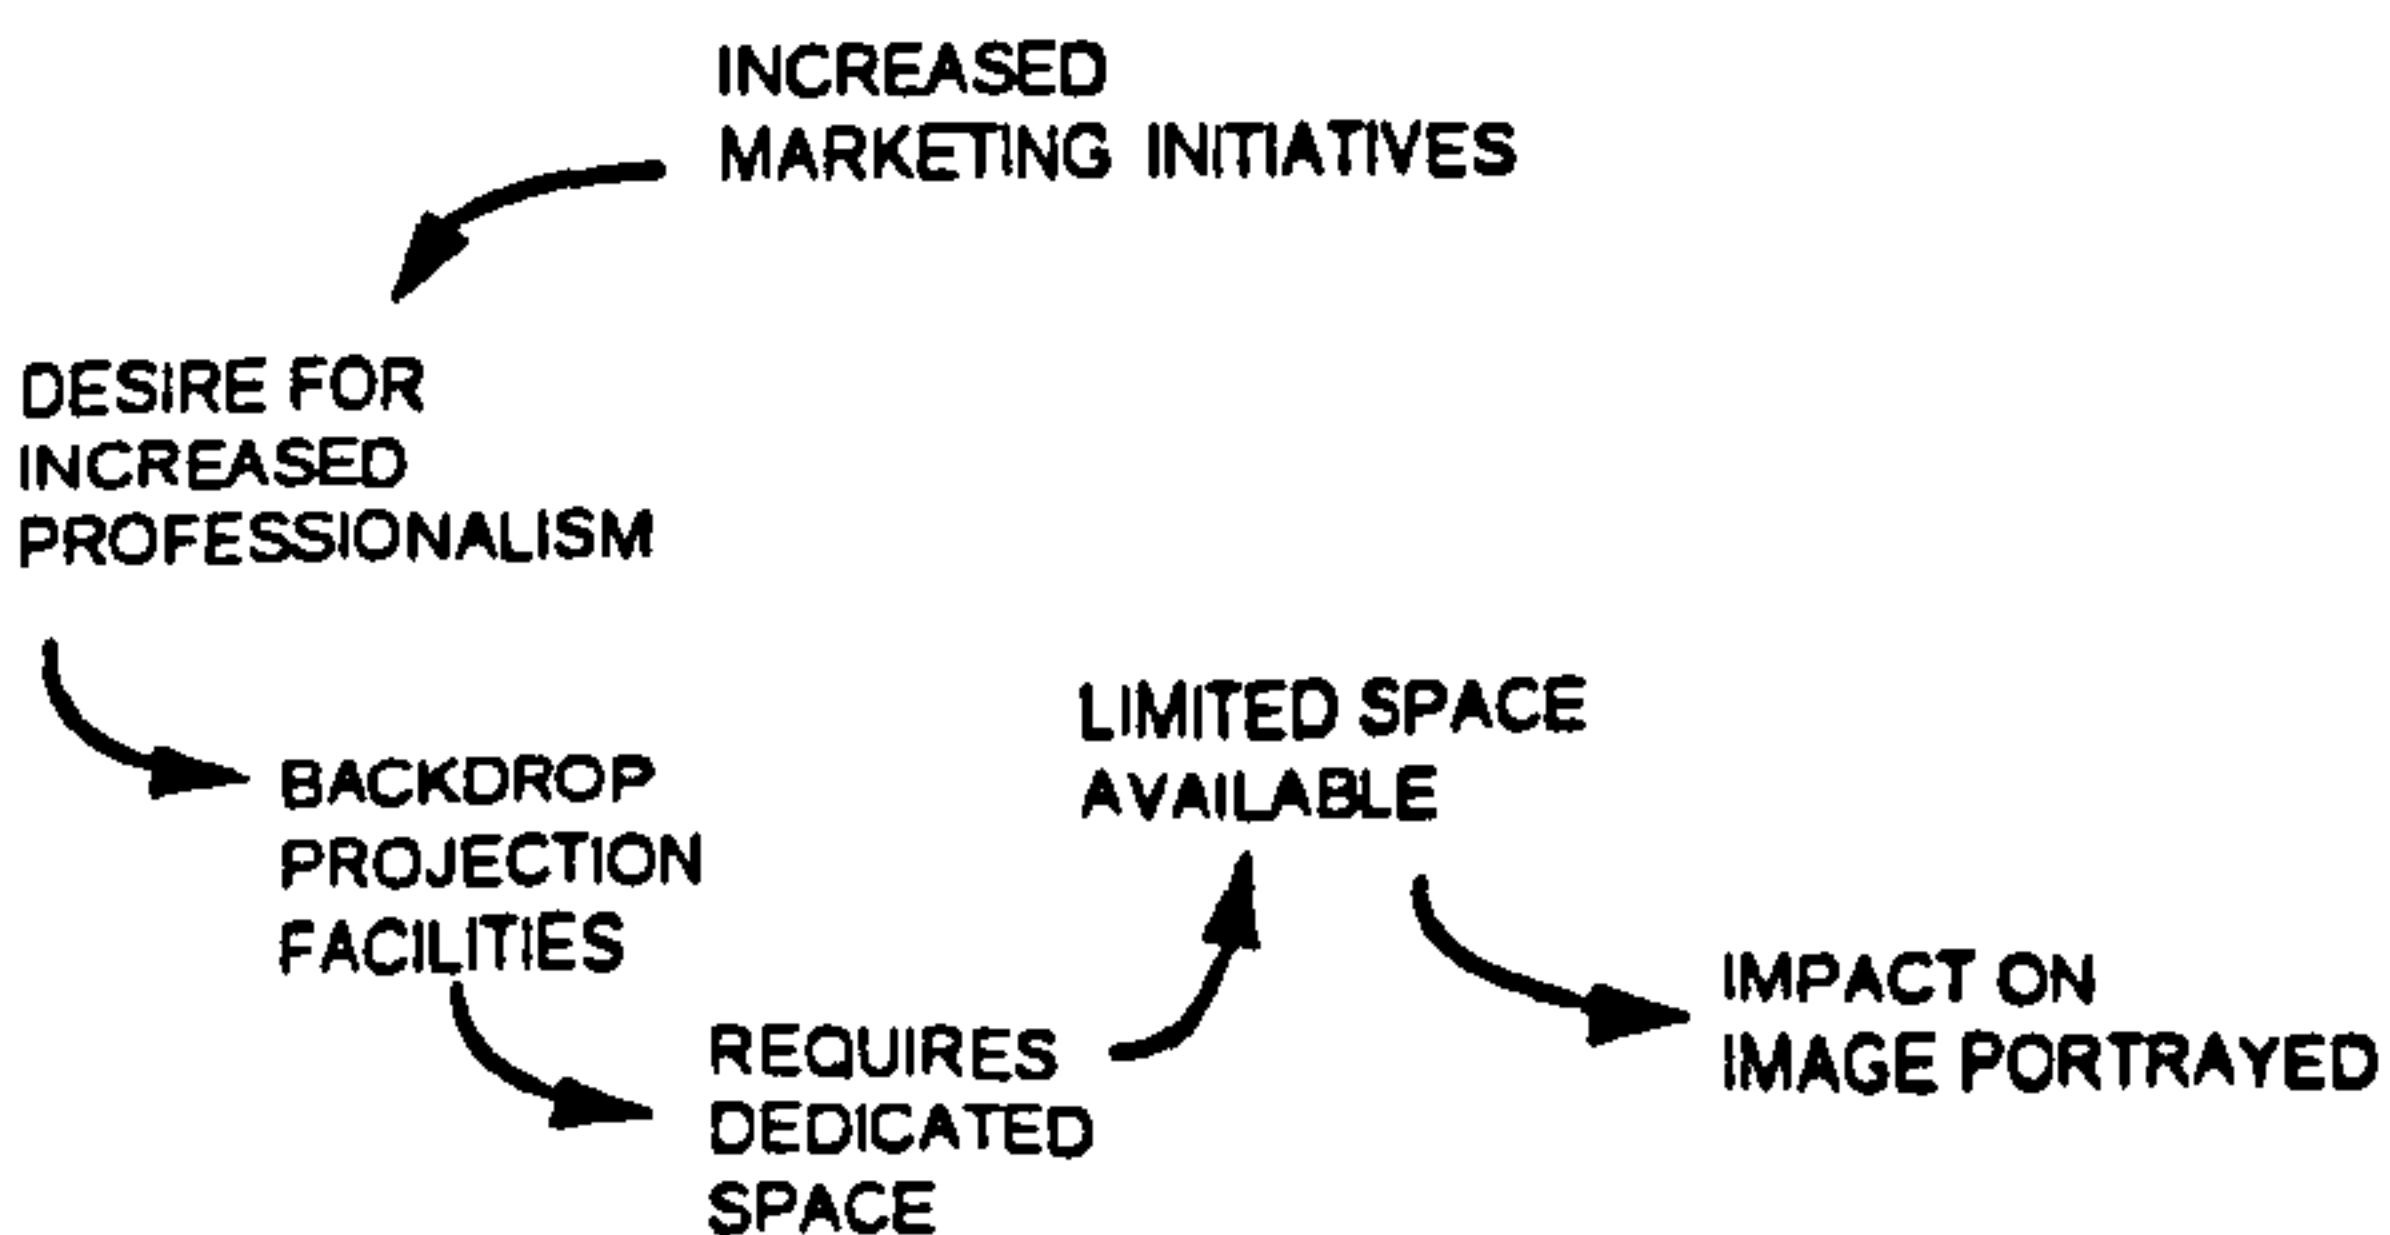 INCREASED
MARKETING INITIATIVES
DESIRE FOR
INCREASED
PROFESSIONALISM
BACKDROP
PROJECTION
FACILITIES
REQUIRES
DEDICATED
SPACE
LIMITED SPACE
AVAILABLE
IMPACT ON
IMAGE PORTRAYED